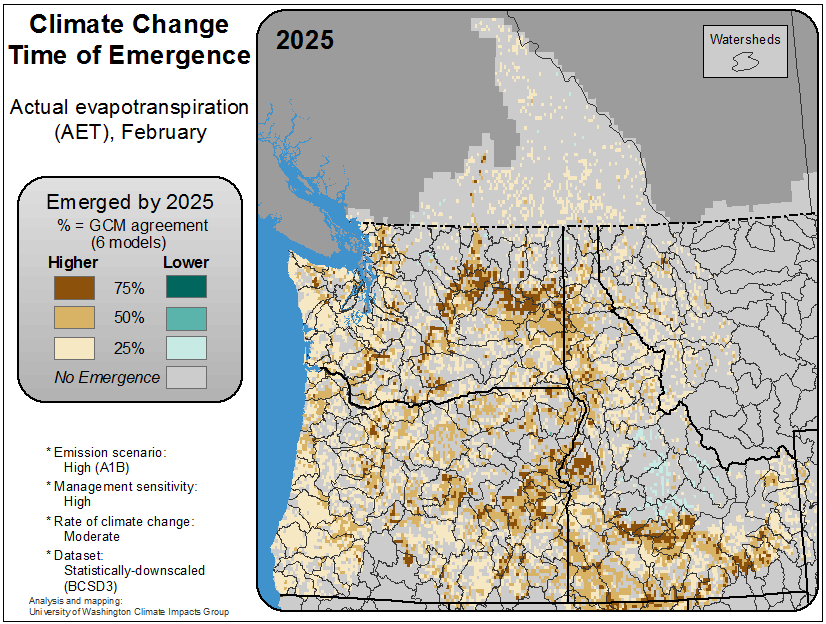 Climate Change
Time of Emergence
Actual evapotranspiration
(AET), February
Emerged by 2025
% = GCM agreement
(6 models)
Higher Lower
75%
50%
25%
No Emergence
* Emission scenario:
High (A1B)
* Management sensitivity:
High
* Rate of climate change:
Moderate
* Dataset:
Statistically-downscaled
(BCSD3)
Analysis and mapping:
University of Washington Climate Impacts Group
2025
Watersheds